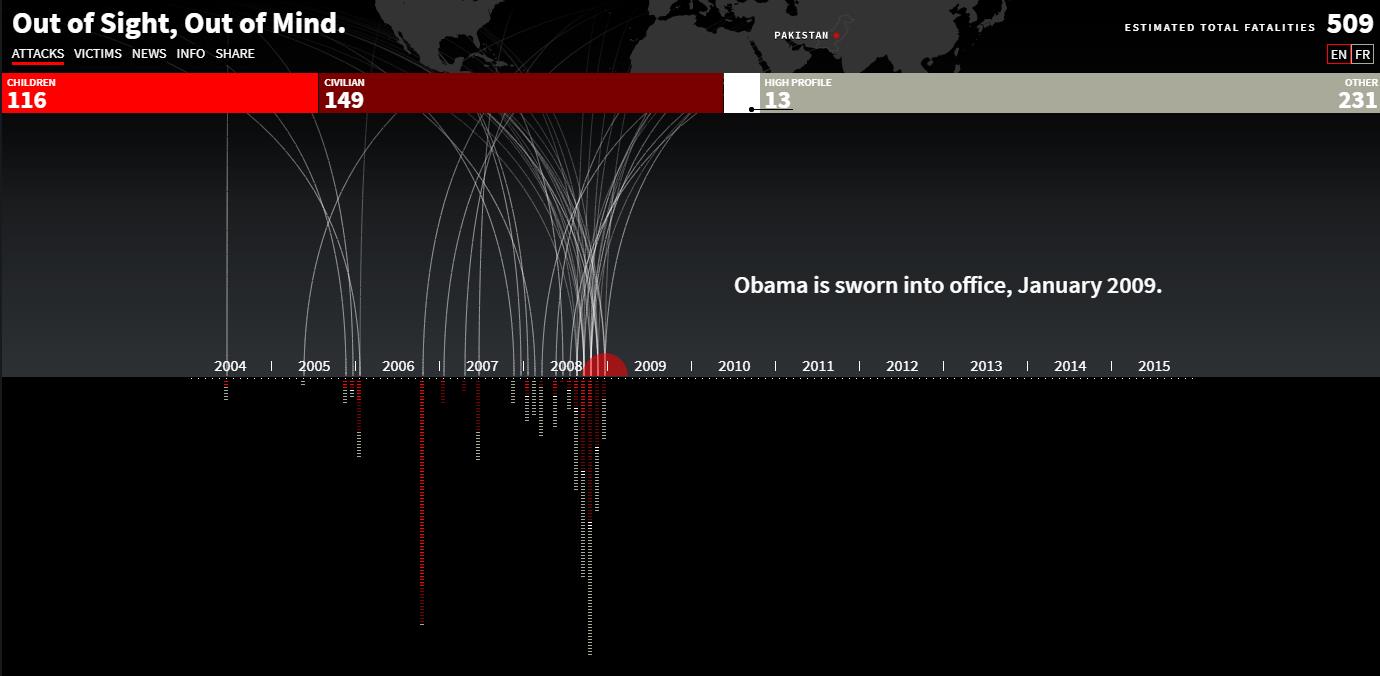 Out of Sight, Out of Mind.
ATTACKS VICTIMS NEWS INFO SHARE
PAKISTAN
ESTIMATED TOTAL FATALITIES 509
EN FR
CHILDREN
116
CIVILIAN
149
HIGH PROFILE
13
OTHER
231
Obama is sworn into office, January 2009.
2004 2005 2006 2007 2008 2009 2010 2011 2012 2013 2014 2015